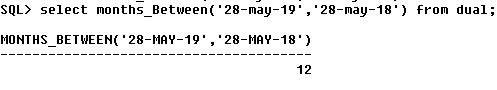 SQL> select months_Between('28-may-19','28-may-18') from dual;
MONTHS_BETWEEN('28-MAY-19','28-MAY-18')
---------------------------------------
12